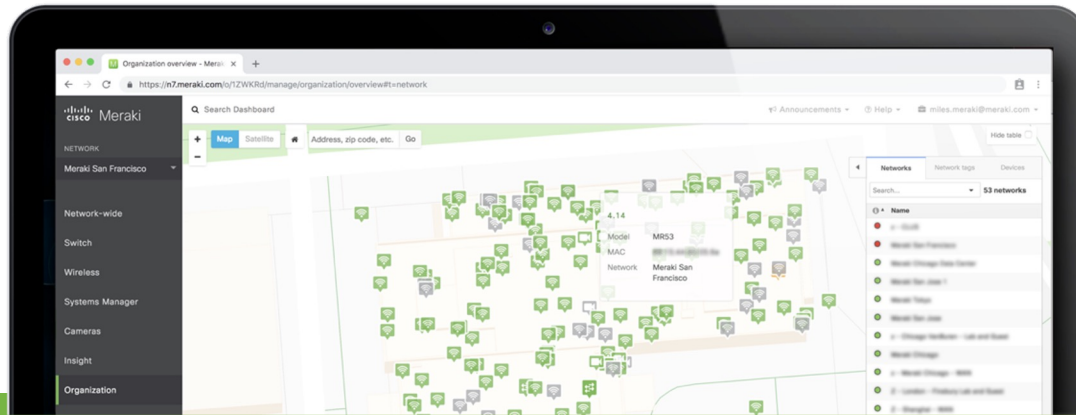 Organization overview - Merak
https://n7.meraki.com/o/1ZWKRd/manage/organization/overview#t=network
CISCO Meraki
Search Dashboard
Announcements
Help
miles.meraki@meraki.com
NETWORK
Meraki San Francisco
Network-wide
Switch
Wireless
Systems Manager
Cameras
Insight
Organization
+
−
Map
Satellite
Address, zip code, etc.
Go
Hide table
4.14
Model MR53
MAC
Network Meraki San
Francisco
Networks
Network tags
Devices
Search...
53 networks
Name